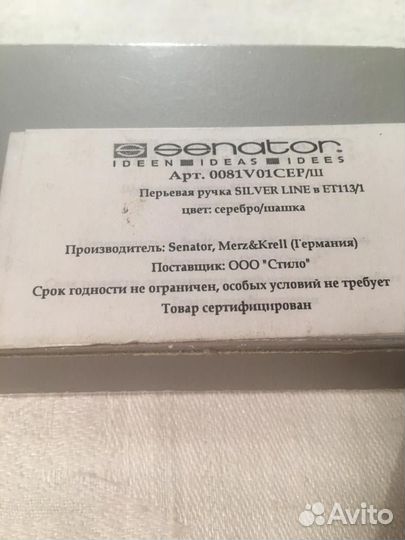 senator
IDEEN IDEAS IDEES
Арт. 0081V01СЕР/Ш
Перьевая ручка SILVER LINE в ET113/1
цвет: серебро/шашка
Производитель: Senator, Merz&Krell (Германия)
Поставщик: ООО "Стило"
Срок годности не ограничен, особых условий не требует
Товар сертифицирован
Avito